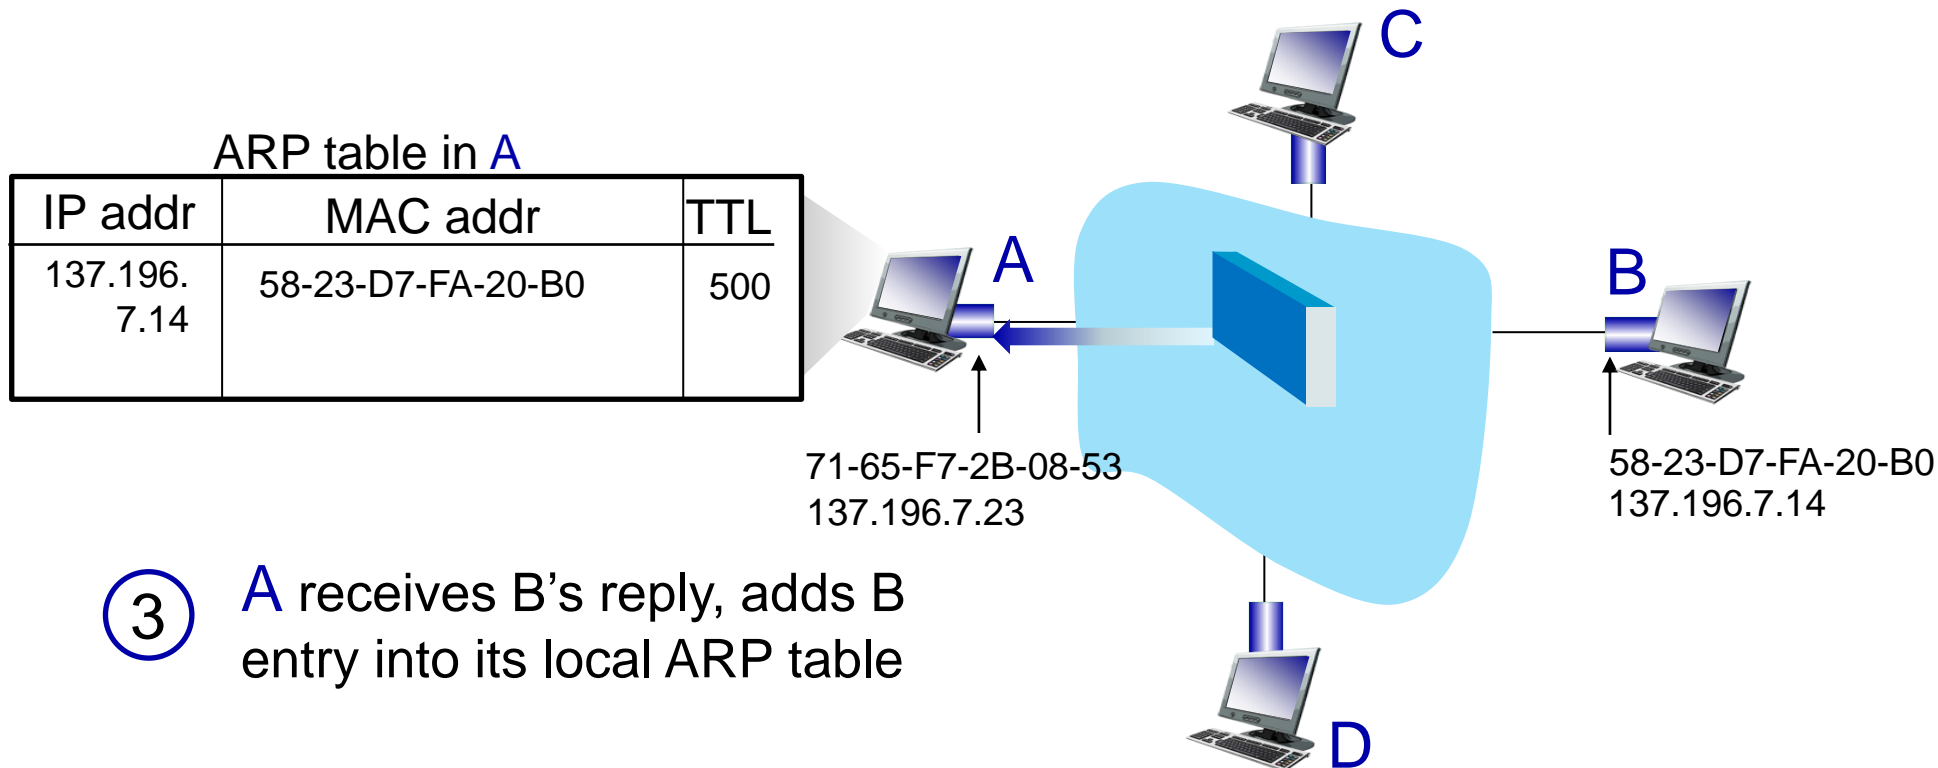 C
ARP table in A
IP addr MAC addr TTL
137.196. 58-23-D7-FA-20-B0 500
7.14
A
B
71-65-F7-2B-08-53
137.196.7.23
58-23-D7-FA-20-B0
137.196.7.14
3
A receives B’s reply, adds B
entry into its local ARP table
D